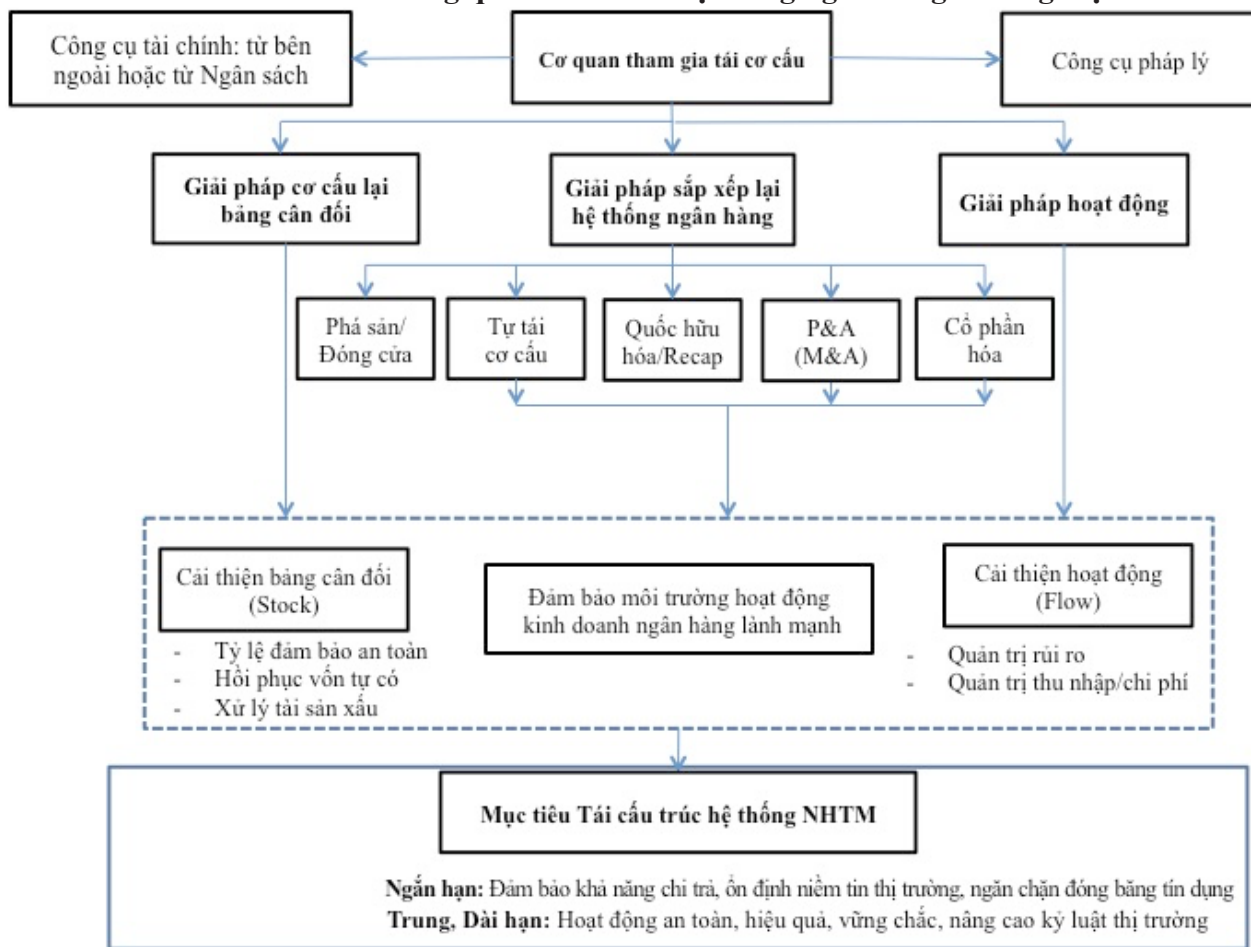 Công cụ tài chính: từ bên
ngoài hoặc từ Ngân sách
Cơ quan tham gia tái cơ cấu
Công cụ pháp lý
Giải pháp cơ cấu lại
bảng cân đối
Giải pháp sắp xếp lại
hệ thống ngân hàng
Giải pháp hoạt động
Phá sản/
Đóng cửa
Tự tái
cơ cấu
Quốc hữu
hóa/Recap
P&A
(M&A)
Cổ phần
hóa
Cải thiện bảng cân đối
(Stock)
- Tỷ lệ đảm bảo an toàn
- Hồi phục vốn tự có
- Xử lý tài sản xấu
Đảm bảo môi trường hoạt động
kinh doanh ngân hàng lành mạnh
Cải thiện hoạt động
(Flow)
- Quản trị rủi ro
- Quản trị thu nhập/chi phí
Mục tiêu Tái cấu trúc hệ thống NHTM
Ngắn hạn: Đảm bảo khả năng chi trả, ổn định niềm tin thị trường, ngăn chặn đóng băng tín dụng
Trung, Dài hạn: Hoạt động an toàn, hiệu quả, vững chắc, nâng cao kỷ luật thị trường